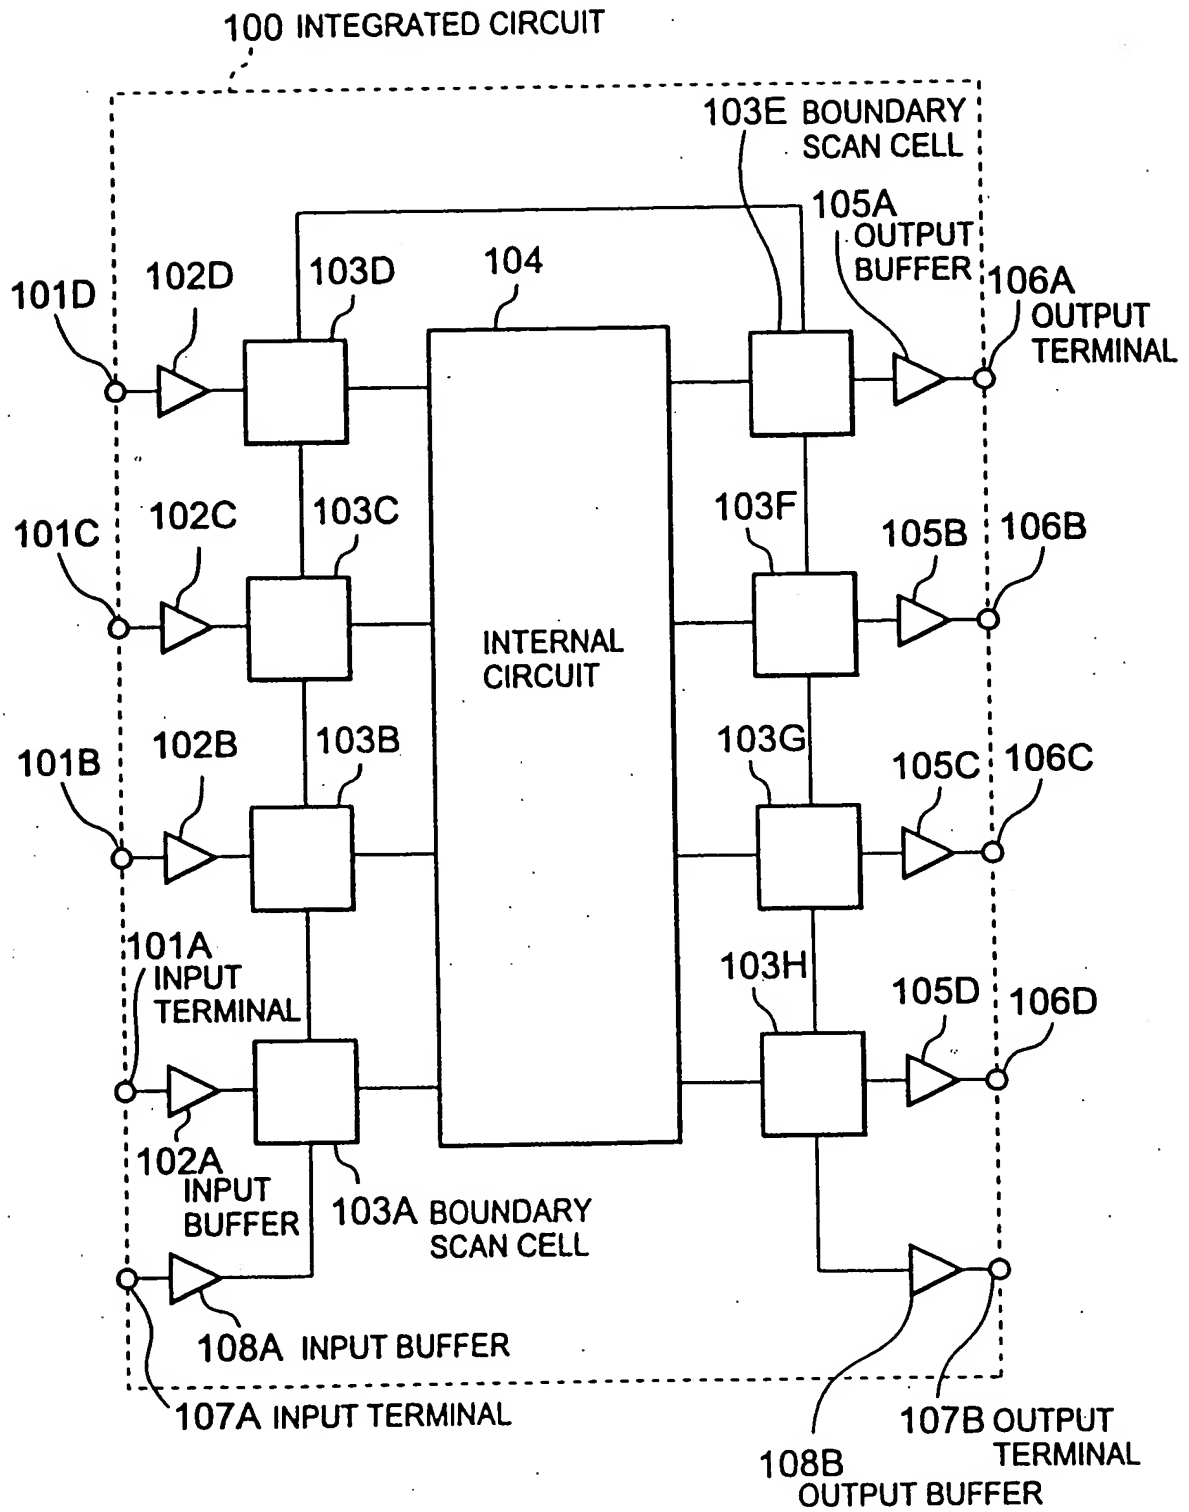 100 INTEGRATED CIRCUIT
103E BOUNDARY
SCAN CELL
105A
OUTPUT
BUFFER
101D
102D
103D
104
106A
OUTPUT
TERMINAL
101C
102C
103C
103F
105B
106B
INTERNAL
CIRCUIT
101B
102B
103B
103G
105C
106C
101A
INPUT
TERMINAL
103H
105D
106D
102A
INPUT
BUFFER
103A BOUNDARY
SCAN CELL
108A INPUT BUFFER
107A INPUT TERMINAL
107B OUTPUT
TERMINAL
108B
OUTPUT BUFFER